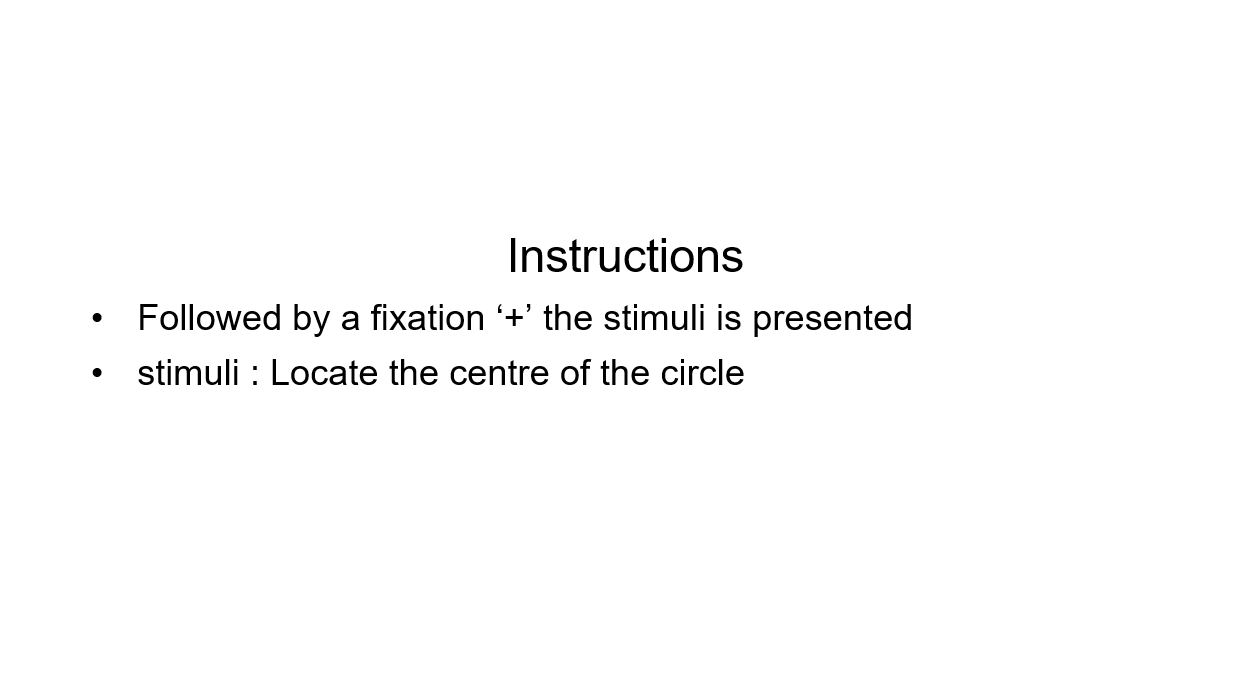 Instructions
• Followed by a fixation ‘+’ the stimuli is presented
• stimuli : Locate the centre of the circle